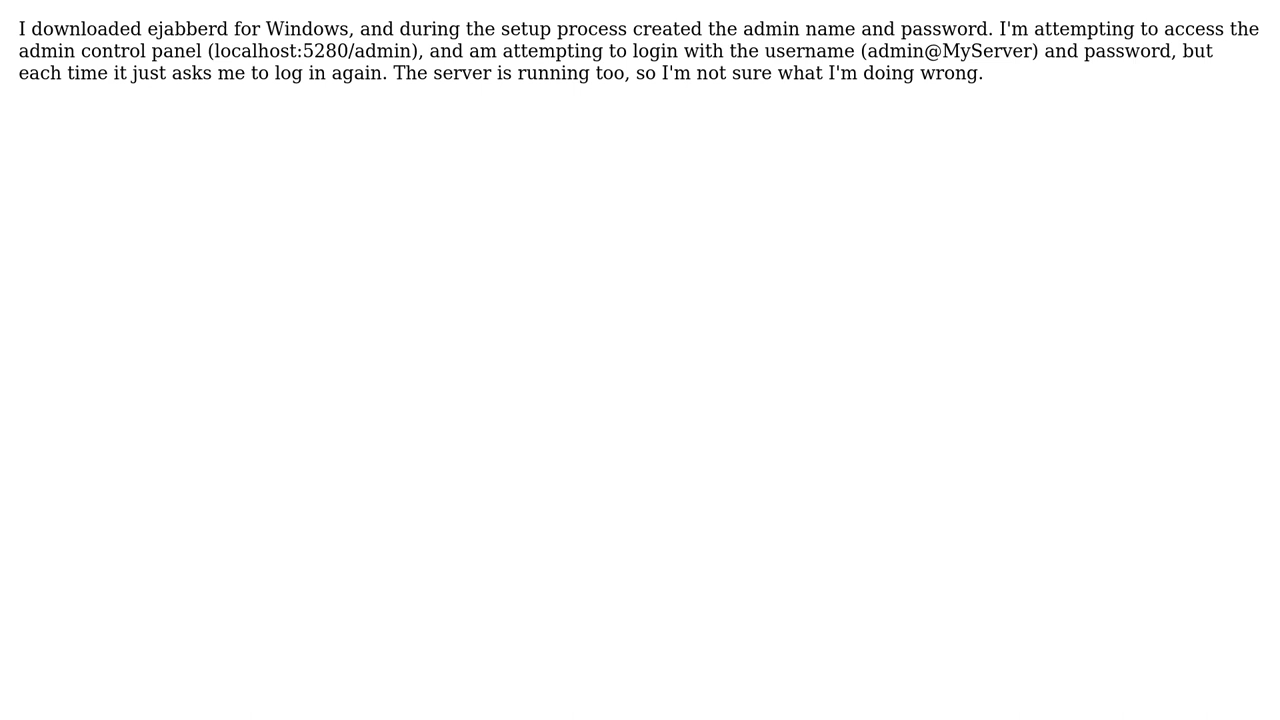 I downloaded ejabberd for Windows, and during the setup process created the admin name and password. I'm attempting to access the
admin control panel (localhost:5280/admin), and am attempting to login with the username (admin@MyServer) and password, but
each time it just asks me to log in again. The server is running too, so I'm not sure what I'm doing wrong.